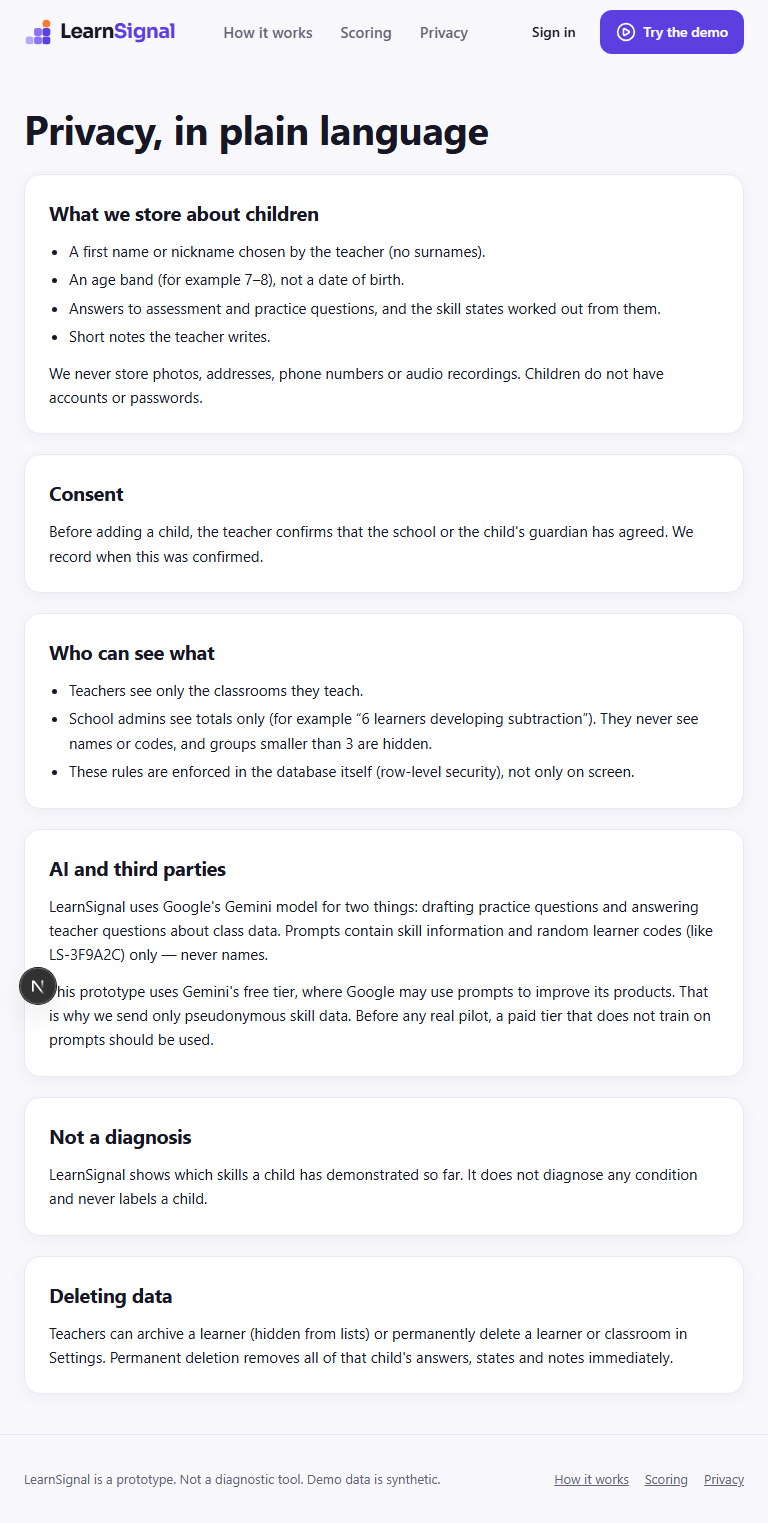 LearnSignal
How it works
Scoring
Privacy
Sign in
Try the demo
Privacy, in plain language
What we store about children
• A first name or nickname chosen by the teacher (no surnames).
• An age band (for example 7–8), not a date of birth.
• Answers to assessment and practice questions, and the skill states worked out from them.
• Short notes the teacher writes.
We never store photos, addresses, phone numbers or audio recordings. Children do not have
accounts or passwords.
Consent
Before adding a child, the teacher confirms that the school or the child's guardian has agreed. We
record when this was confirmed.
Who can see what
• Teachers see only the classrooms they teach.
• School admins see totals only (for example “6 learners developing subtraction”). They never see
names or codes, and groups smaller than 3 are hidden.
• These rules are enforced in the database itself (row-level security), not only on screen.
AI and third parties
LearnSignal uses Google's Gemini model for two things: drafting practice questions and answering
teacher questions about class data. Prompts contain skill information and random learner codes (like
LS-3F9A2C) only — never names.
N
his prototype uses Gemini's free tier, where Google may use prompts to improve its products. That
is why we send only pseudonymous skill data. Before any real pilot, a paid tier that does not train on
prompts should be used.
Not a diagnosis
LearnSignal shows which skills a child has demonstrated so far. It does not diagnose any condition
and never labels a child.
Deleting data
Teachers can archive a learner (hidden from lists) or permanently delete a learner or classroom in
Settings. Permanent deletion removes all of that child's answers, states and notes immediately.
LearnSignal is a prototype. Not a diagnostic tool. Demo data is synthetic.
How it works
Scoring
Privacy